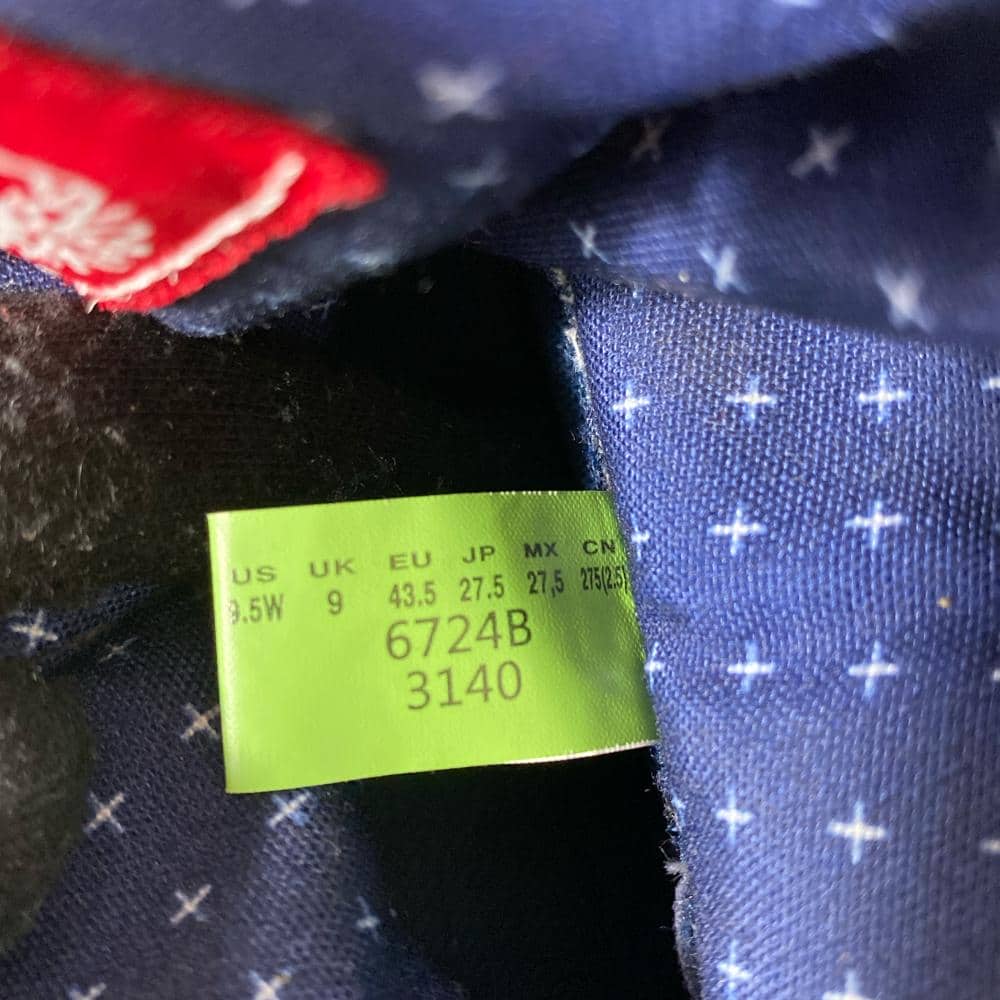 US UK EU JP MX CN
9.5W 9 43.5 27.5 27,5 275(2.5)
6724B
3140